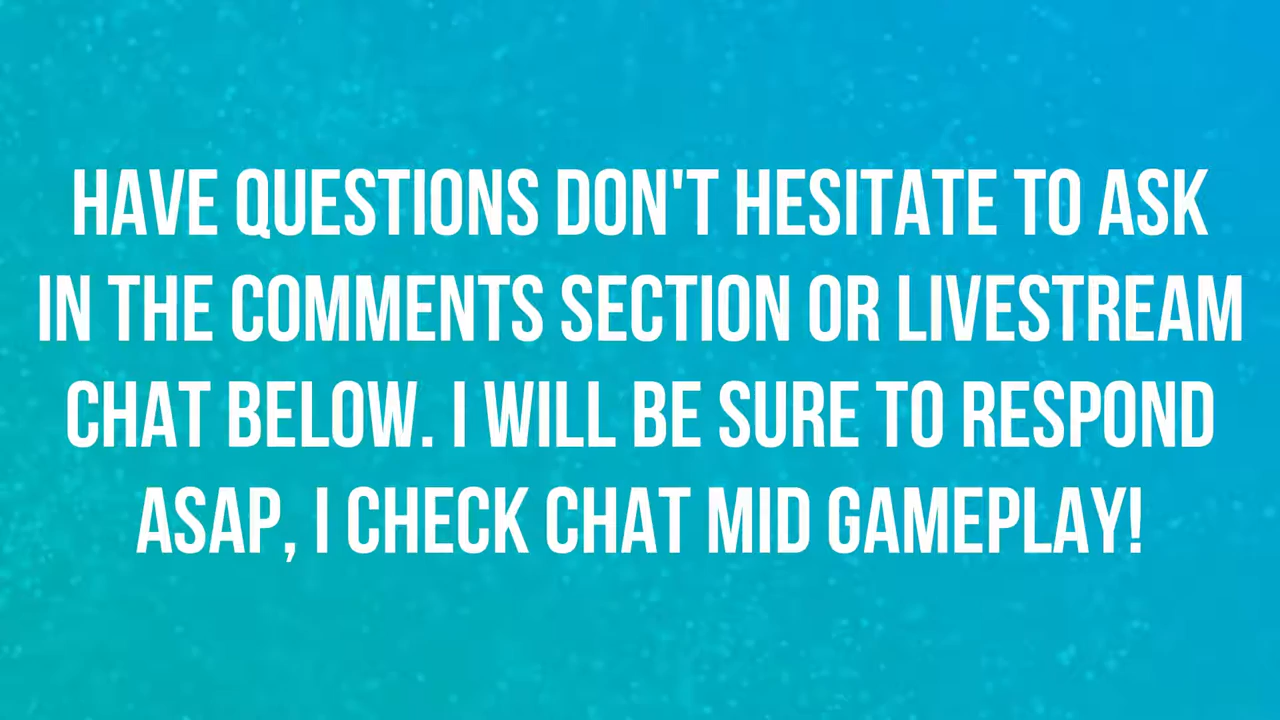 HAVE QUESTIONS DON'T HESITATE TO ASK
IN THE COMMENTS SECTION OR LIVESTREAM
CHAT BELOW. I WILL BE SURE TO RESPOND
ASAP, I CHECK CHAT MID GAMEPLAY!